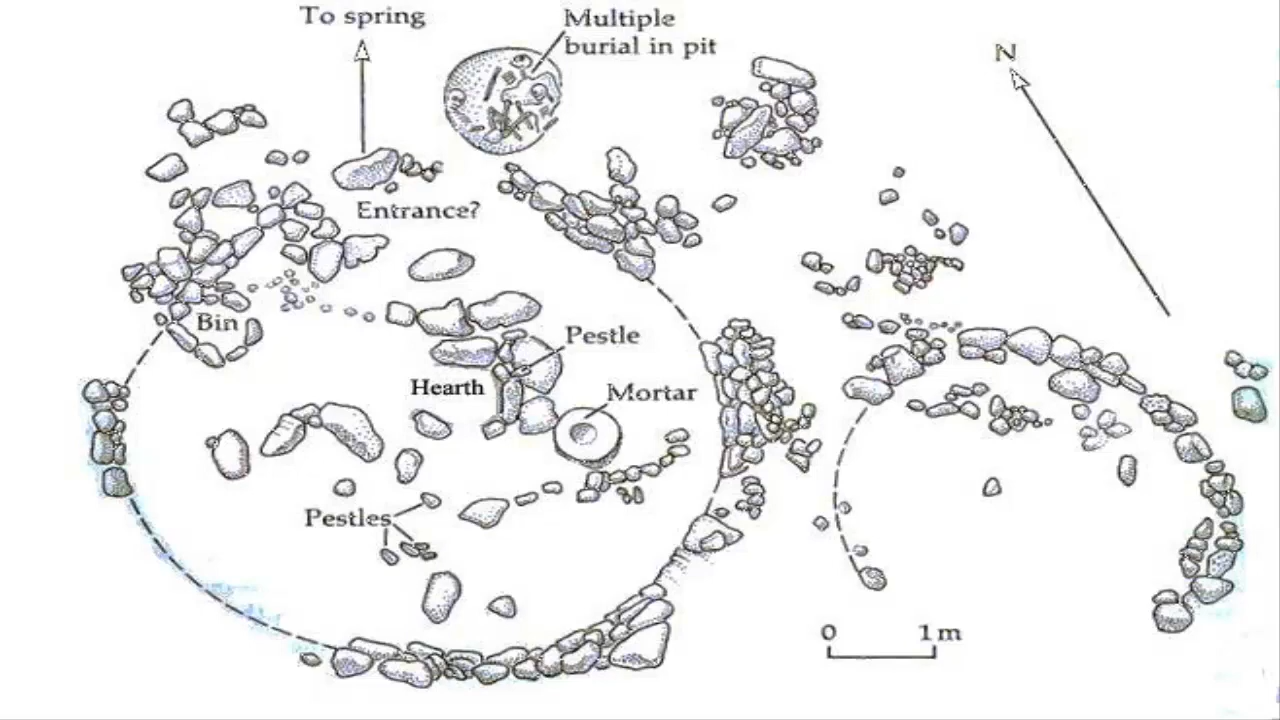 To spring
Multiple
burial in pit
N
Entrance?
Bin
Pestle
Hearth
Mortar
Pestles
0 1 m